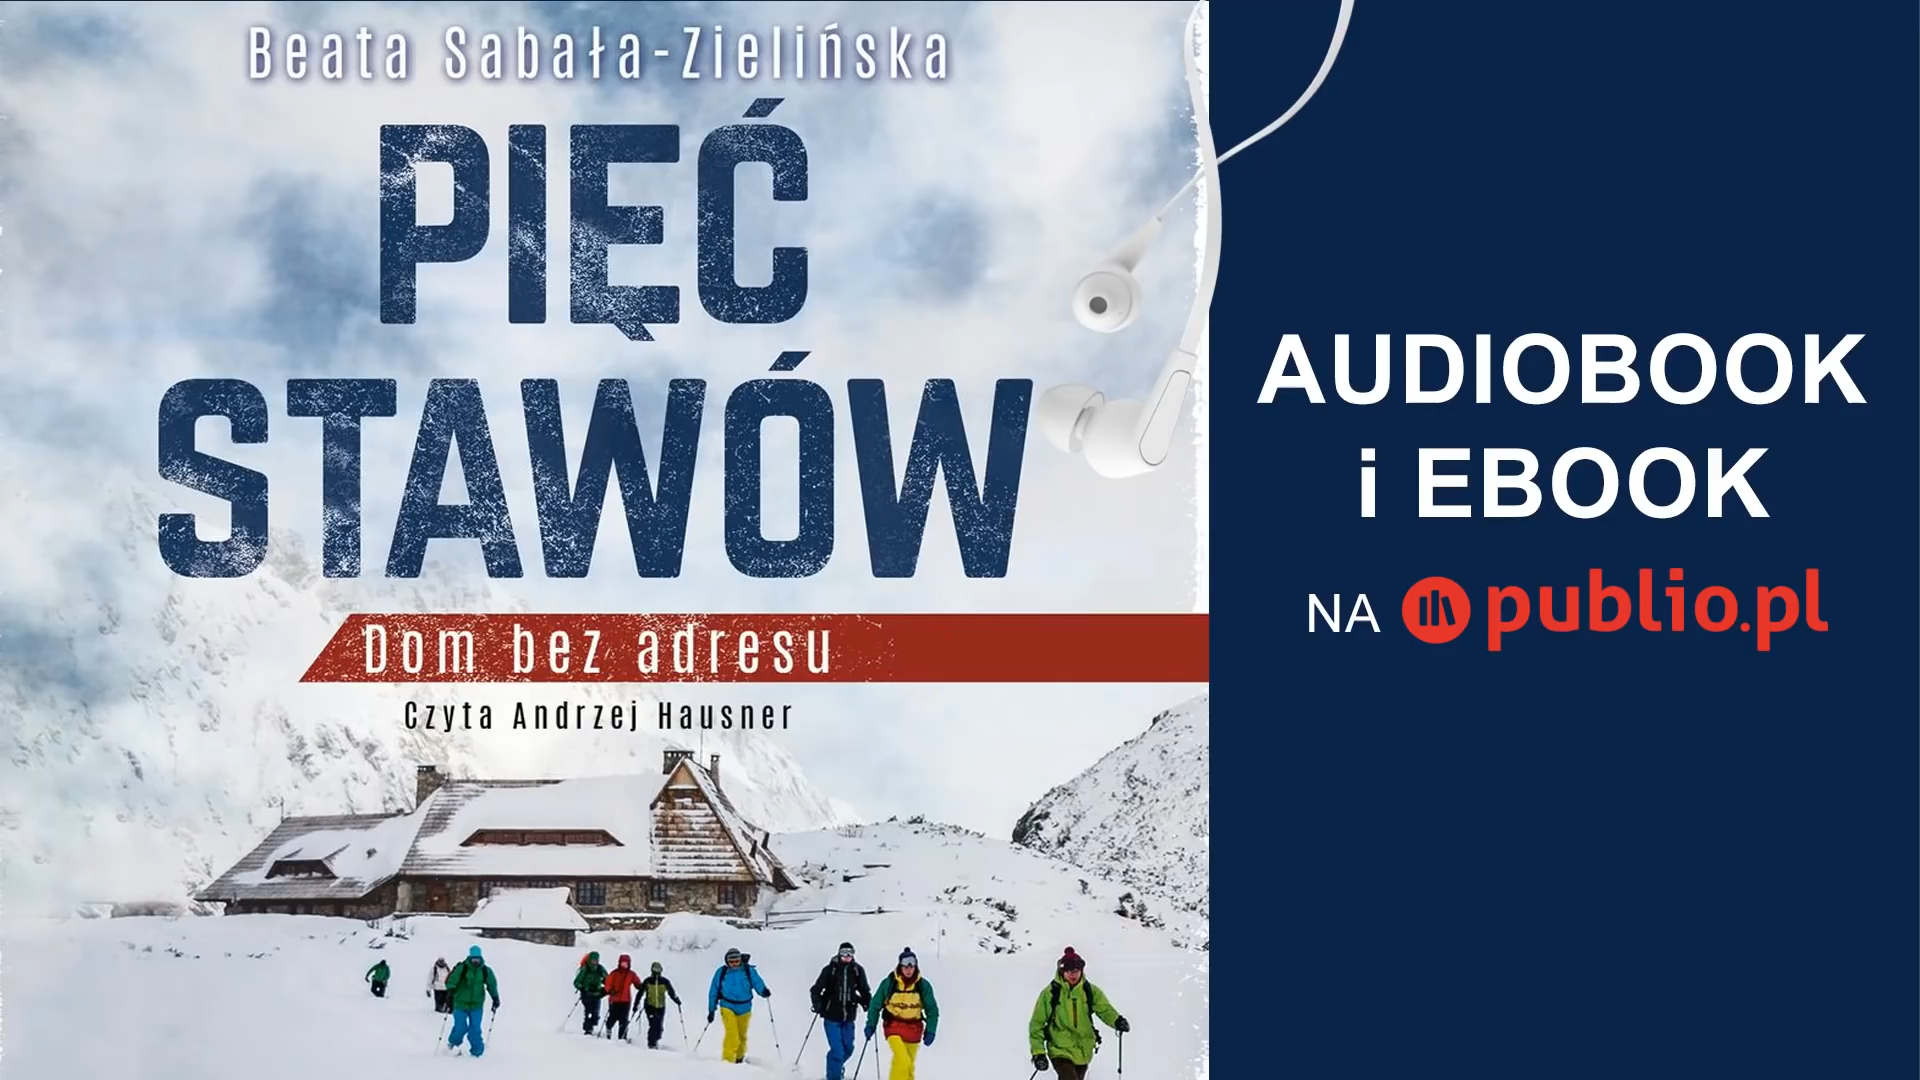 Beata Sabała-Zielińska
PIĘĆ
STAWÓW
Dom bez adresu
Czyta Andrzej Hausner
AUDIOBOOK
i EBOOK
NA publio.pl